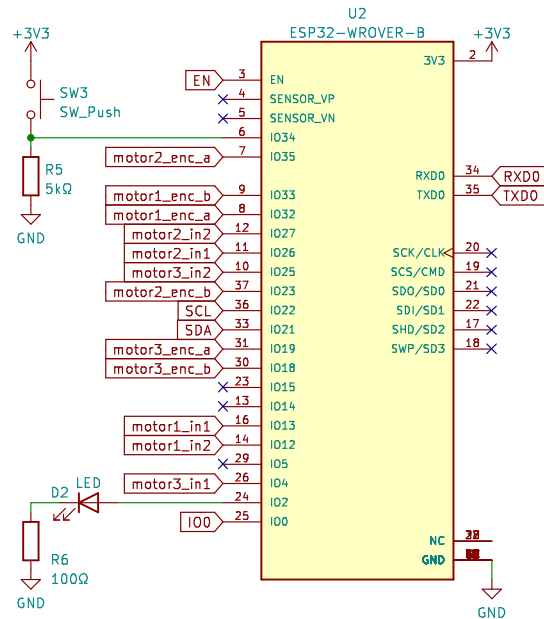 U2
ESP32-WROVER-B
+3V3
SW3
SW_Push
R5
5kΩ
GND
EN 3 EN
4 SENSOR_VP
5 SENSOR_VN
6 IO34
motor2_enc_a 7 IO35
motor1_enc_b 9 IO33
motor1_enc_a 8 IO32
motor2_in2 12 IO27
motor2_in1 11 IO26
motor3_in2 10 IO25
motor2_enc_b 37 IO23
SCL 36 IO22
SDA 33 IO21
motor3_enc_a 31 IO19
motor3_enc_b 30 IO18
23 IO15
13 IO14
motor1_in1 16 IO13
motor1_in2 14 IO12
29 IO5
motor3_in1 26 IO4
24 IO2
IO0 25 IO0
D2 LED
R6
100Ω
GND
+3V3
3V3 2
RXD0 34 RXD0
TXD0 35 TXD0
SCK/CLK 20
SCS/CMD 19
SDO/SD0 21
SDI/SD1 22
SHD/SD2 17
SWP/SD3 18
NC
GND
GND